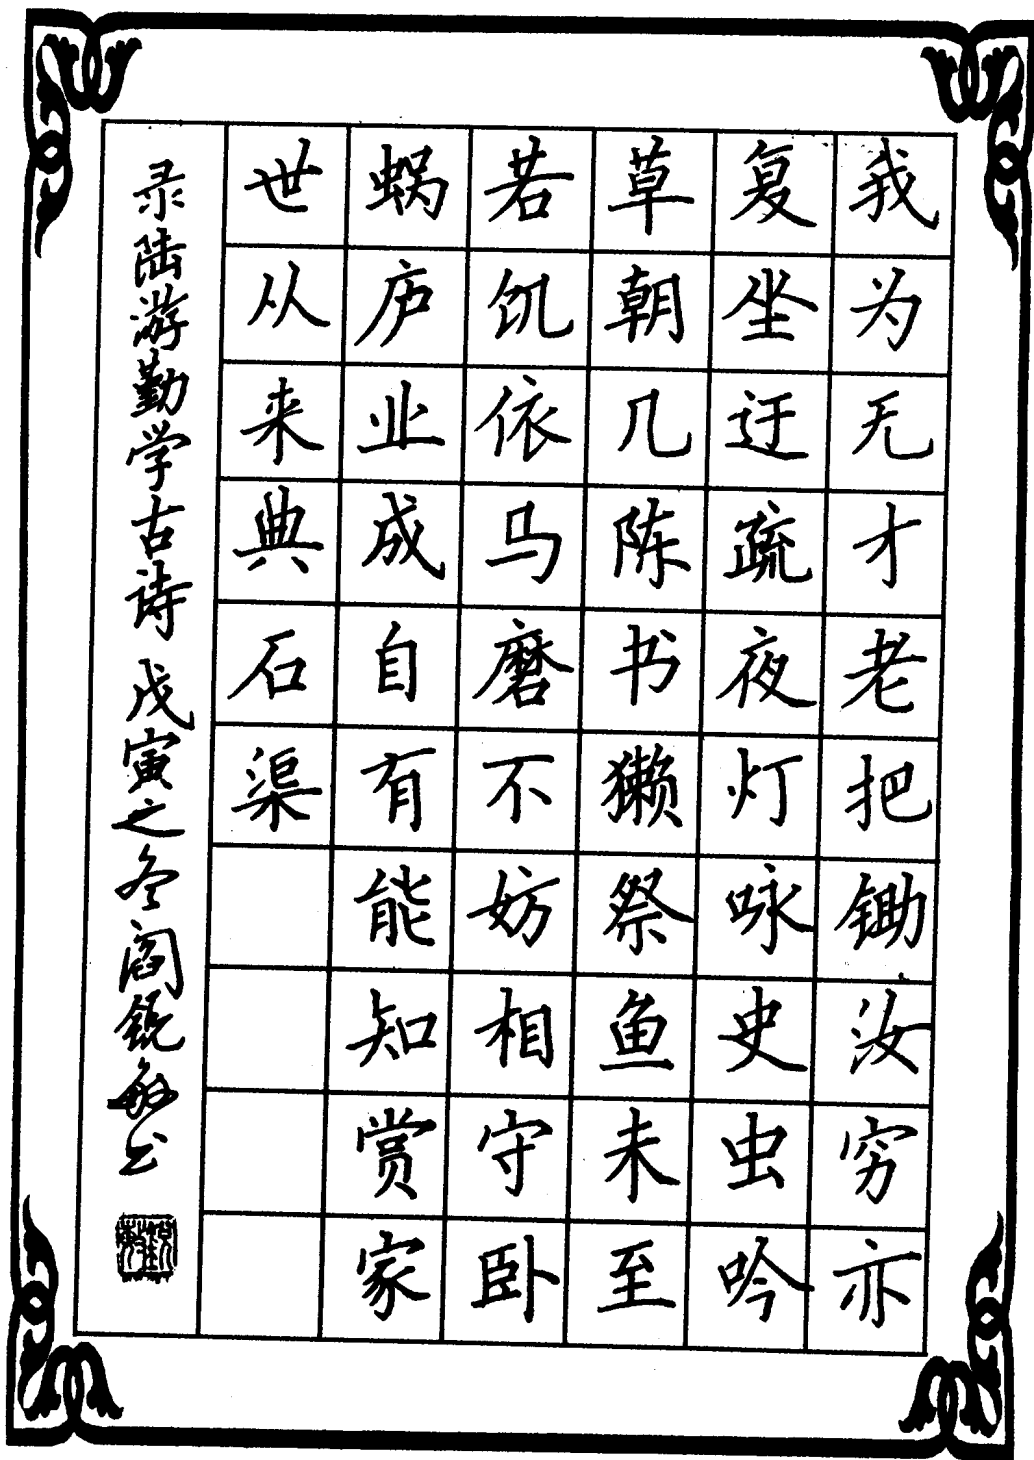 我为无才老把锄汝穷亦
复坐迂疏夜灯咏史虫吟
草朝几陈书獭祭鱼未至
若饥依马磨不妨相守卧
蜗庐业成自有能知赏家
世从来典石渠
录陆游勤学古诗 戊寅之冬阎锐敏书
锐敏